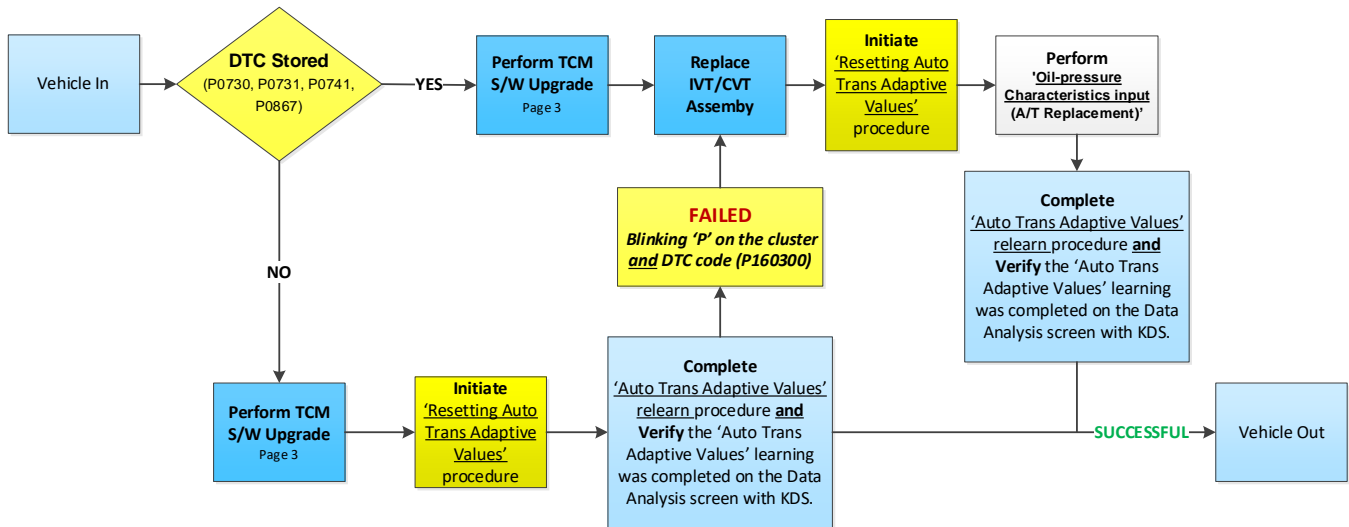 Vehicle In
DTC Stored
(P0730, P0731, P0741,
P0867)
YES
Perform TCM
S/W Upgrade
Page 3
Replace
IVT/CVT
Assemby
Initiate
‘Resetting Auto
Trans Adaptive
Values’
procedure
Perform
'Oil-pressure
Characteristics input
(A/T Replacement)’
Complete
‘Auto Trans Adaptive Values’
relearn procedure and
Verify the ‘Auto Trans
Adaptive Values’ learning
was completed on the Data
Analysis screen with KDS.
FAILED
Blinking ‘P’ on the cluster
and DTC code (P160300)
NO
Perform TCM
S/W Upgrade
Page 3
Initiate
‘Resetting Auto
Trans Adaptive
Values’
procedure
Complete
‘Auto Trans Adaptive Values’
relearn procedure and
Verify the ‘Auto Trans
Adaptive Values’ learning
was completed on the Data
Analysis screen with KDS.
SUCCESSFUL
Vehicle Out